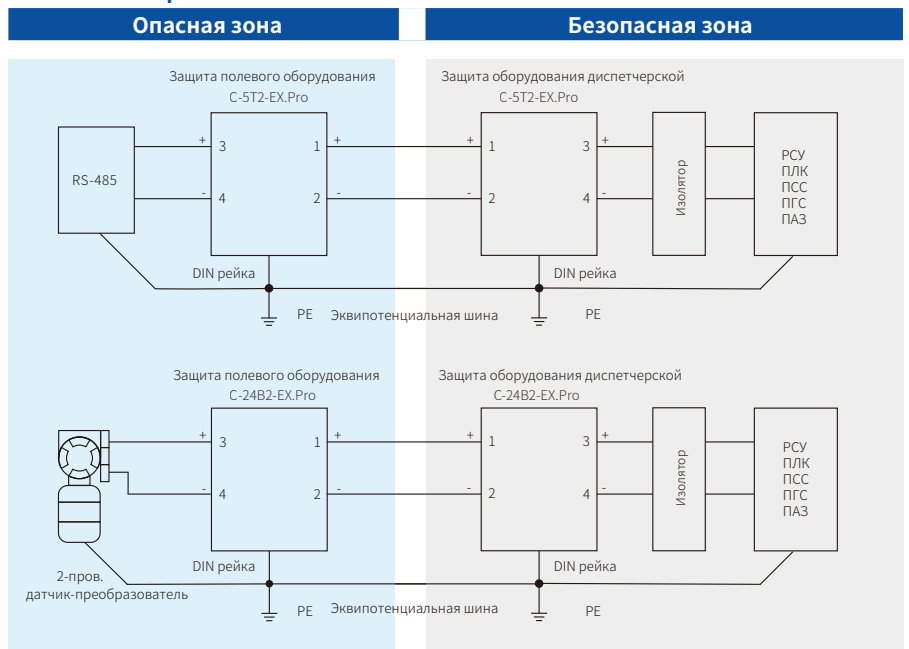 Опасная зона
Безопасная зона
Защита полевого оборудования
C-5T2-EX.Pro
Защита оборудования диспетчерской
C-5T2-EX.Pro
RS-485
+ 3 1 +
- 4 2 -
+ 1 3 +
- 2 4 -
Изолятор
РСУ
ПЛК
ПСС
ПГС
ПАЗ
DIN рейка
DIN рейка
PE Эквипотенциальная шина PE
Защита полевого оборудования
C-24B2-EX.Pro
Защита оборудования диспетчерской
C-24B2-EX.Pro
+ 3 1 +
- 4 2 -
+ 1 3 +
- 2 4 -
Изолятор
РСУ
ПЛК
ПСС
ПГС
ПАЗ
2-пров.
датчик-преобразователь
DIN рейка
DIN рейка
PE Эквипотенциальная шина PE